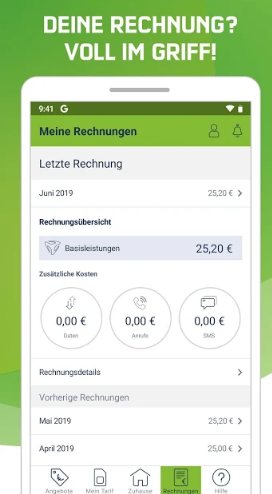 DEINE RECHNUNG?
VOLL IM GRIFF!
9:41 G
Meine Rechnungen
Letzte Rechnung
Juni 2019 25,20 € >
Rechnungsübersicht
Basisleistungen 25,20 €
Zusätzliche Kosten
0,00 € 0,00 € 0,00 €
Daten Anrufe SMS
Rechnungsdetails >
Vorherige Rechnungen
Mai 2019 25,20 € >
April 2019 25,00 € >
Angebote Mein Tarif Zuhause Rechnungen Hilfe